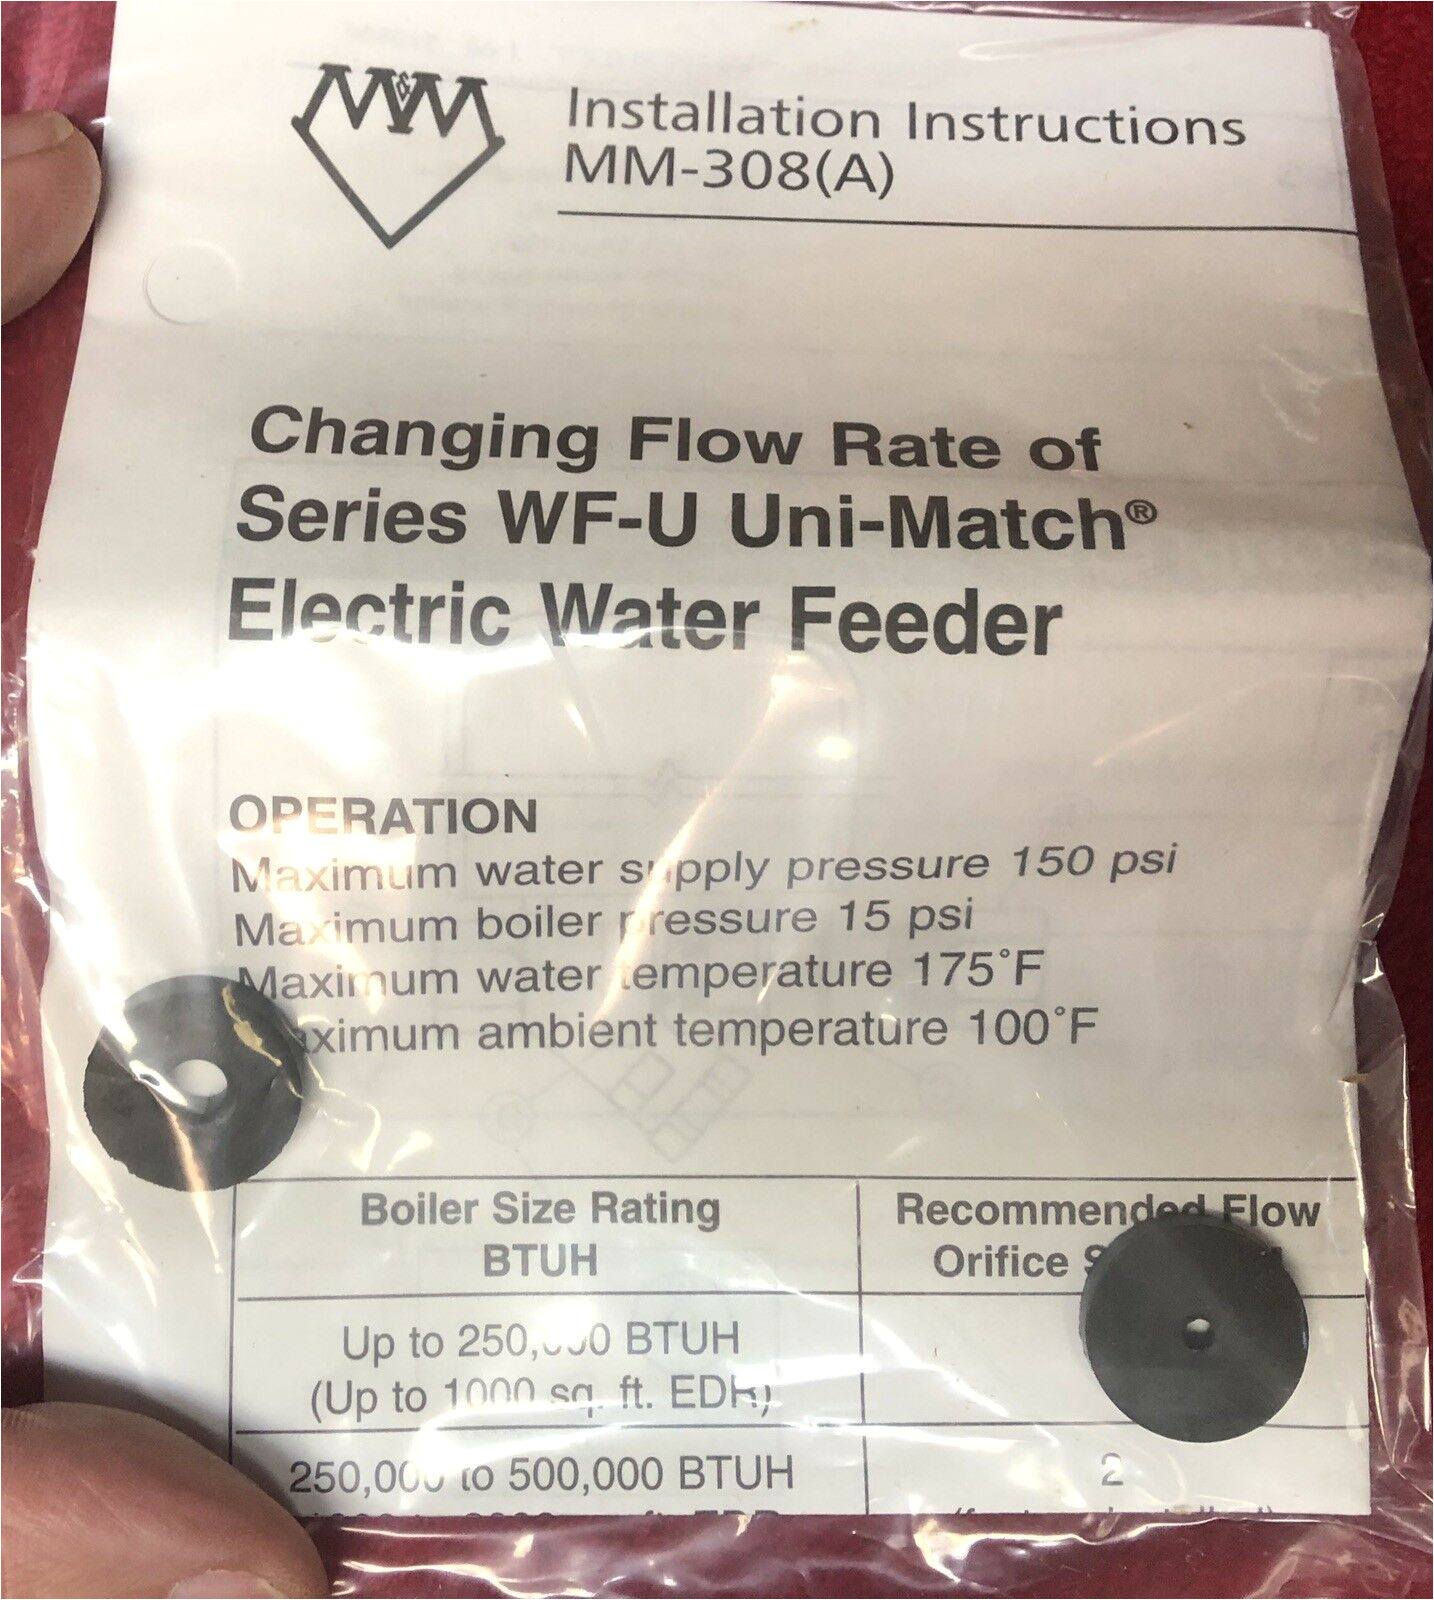 M&M
Installation Instructions
MM-308(A)
Changing Flow Rate of
Series WF-U Uni-Match®
Electric Water Feeder
OPERATION
Maximum water supply pressure 150 psi
Maximum boiler pressure 15 psi
Maximum water temperature 175°F
Maximum ambient temperature 100°F
Boiler Size Rating
BTUH
Recommended Flow
Orifice
Up to 250,000 BTUH
(Up to 1000 sq. ft. EDR)
250,000 to 500,000 BTUH
2